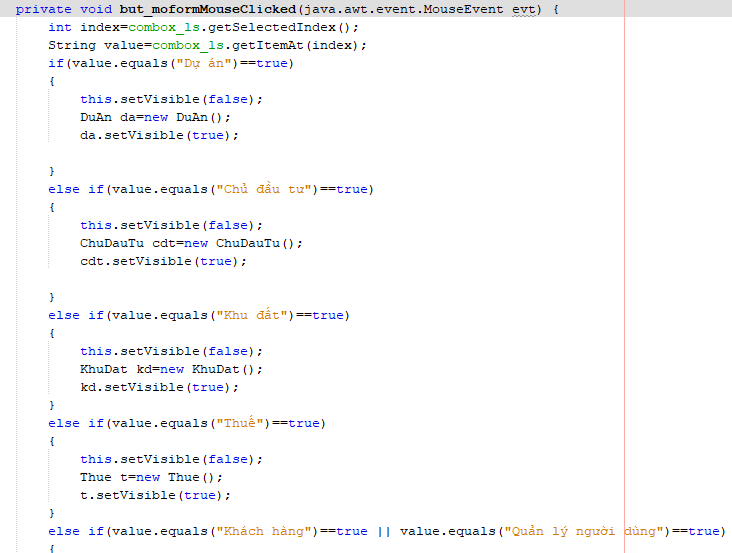 private void but_moformMouseClicked(java.awt.event.MouseEvent evt) {
int index=combox_ls.getSelectedIndex();
String value=combox_ls.getItemAt(index);
if(value.equals("Dự án")==true)
{
this.setVisible(false);
DuAn da=new DuAn();
da.setVisible(true);
}
else if(value.equals("Chủ đầu tư")==true)
{
this.setVisible(false);
ChuDauTu cdt=new ChuDauTu();
cdt.setVisible(true);
}
else if(value.equals("Khu đất")==true)
{
this.setVisible(false);
KhuDat kd=new KhuDat();
kd.setVisible(true);
}
else if(value.equals("Thuế")==true)
{
this.setVisible(false);
Thue t=new Thue();
t.setVisible(true);
}
else if(value.equals("Khách hàng")==true || value.equals("Quản lý người dùng")==true)
{